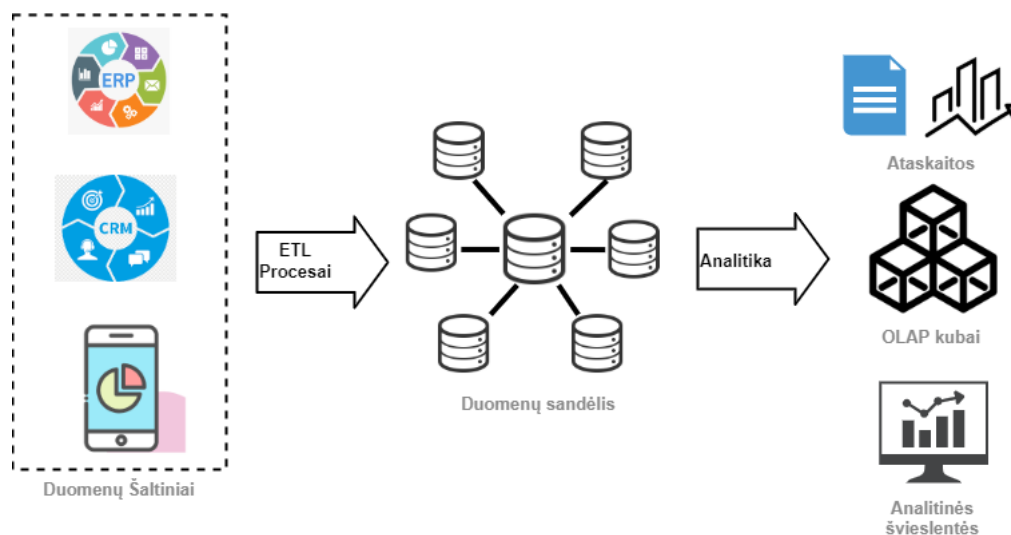 ERP
CRM
Duomenų Šaltiniai
ETL
Procesai
Duomenų sandėlis
Analitika
Ataskaitos
OLAP kubai
Analitinės
švieslentės